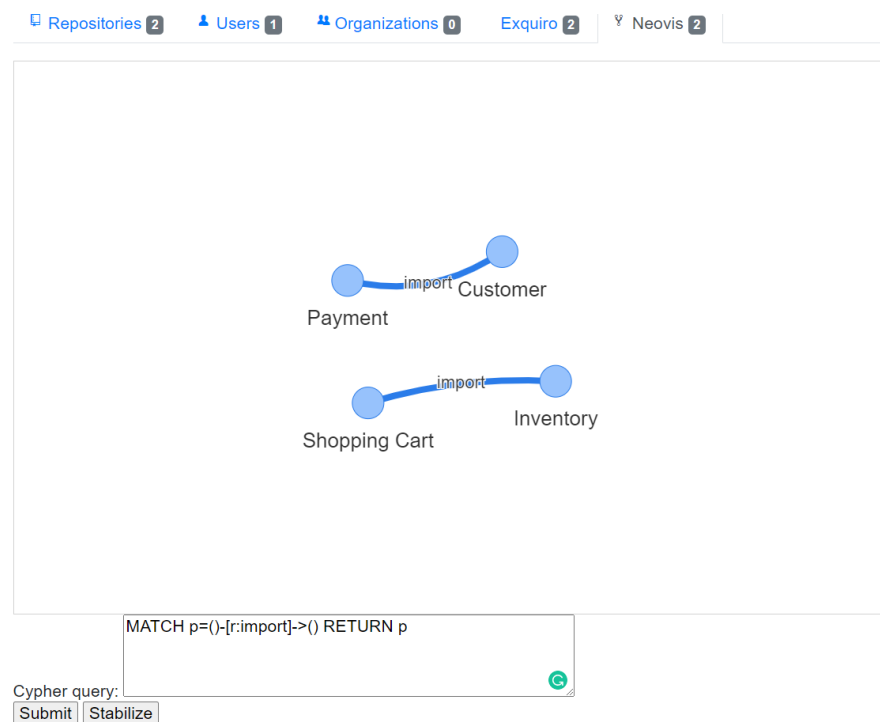 Repositories 2 Users 1 Organizations 0 Exquiro 2 Neovis 2
import
Customer
Payment
import
Inventory
Shopping Cart
MATCH p=()-[r:import]->() RETURN p
Cypher query:
Submit Stabilize